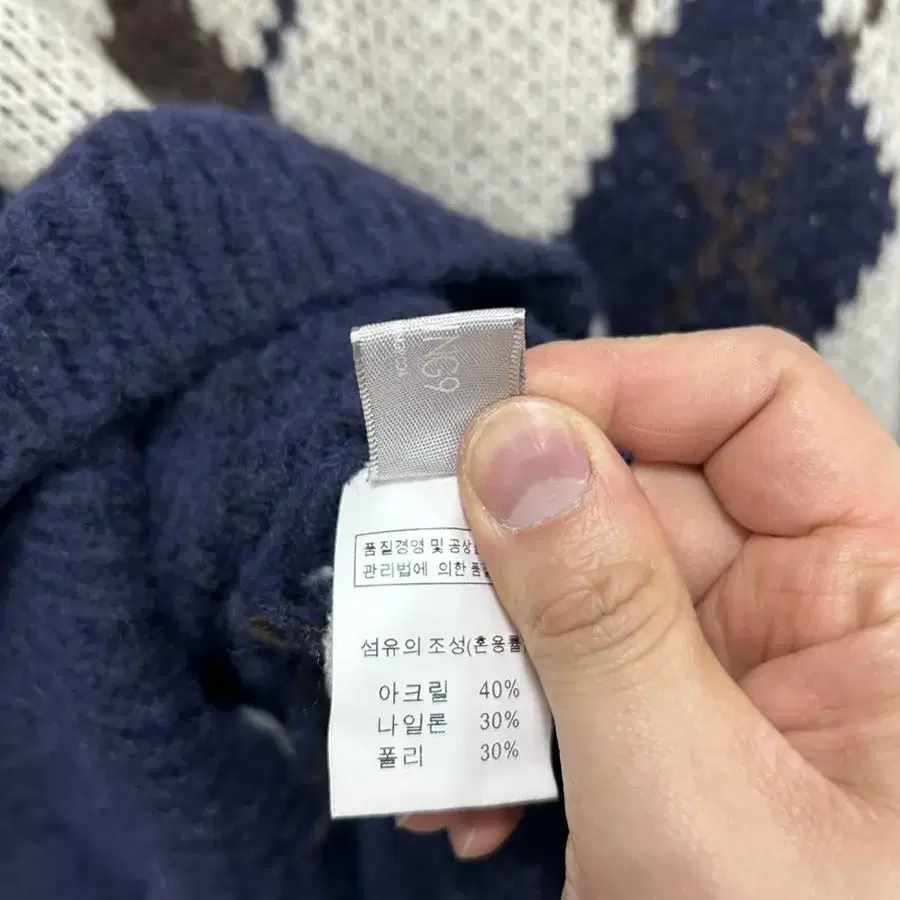 품질경영 및 공상
관리법에 의한 품
섬유의 조성(혼용률)
아크릴 40%
나일론 30%
폴리 30%